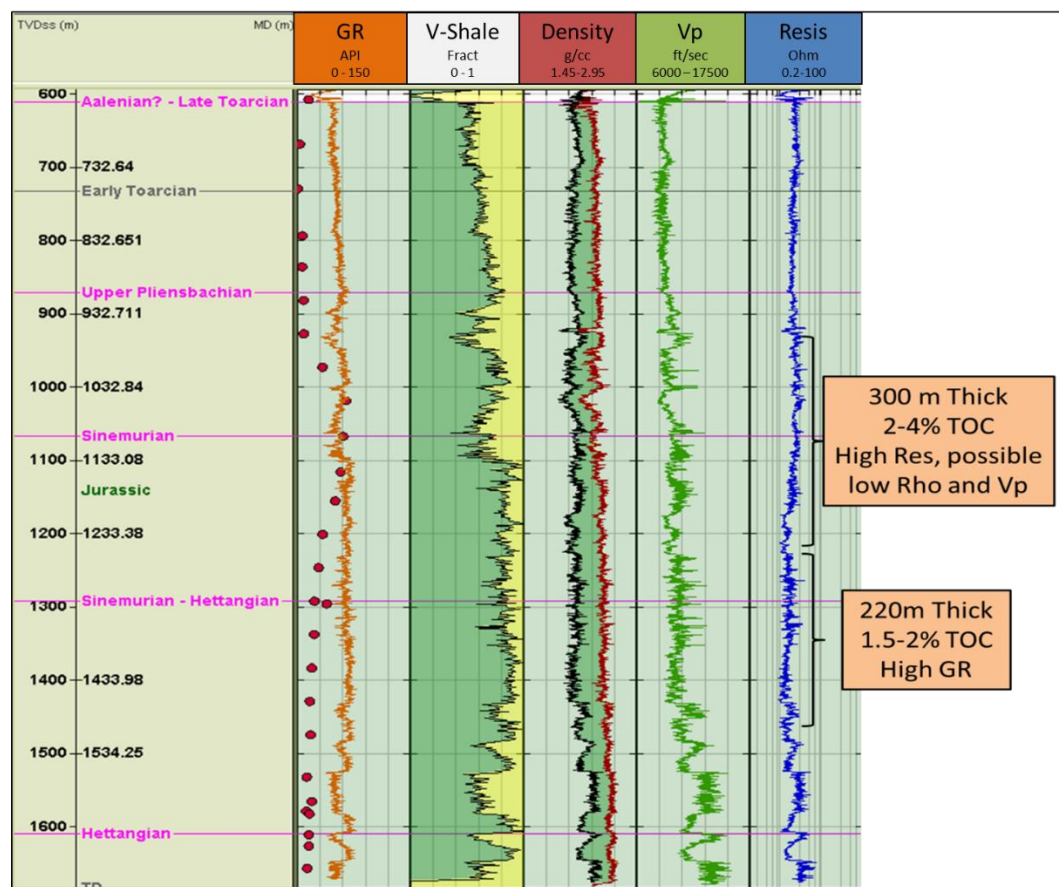 TVDss (m) MD (m)
GR
API
0 - 150
V-Shale
Fract
0 - 1
Density
g/cc
1.45-2.95
Vp
ft/sec
6000 – 17500
Resis
Ohm
0.2-100
600
Aalenian? - Late Toarcian
700 732.64
Early Toarcian
800 832.651
Upper Pliensbachian
900 932.711
1000 1032.84
Sinemurian
1100 1133.08
Jurassic
1200 1233.38
Sinemurian - Hettangian
1300
1400 1433.98
1500 1534.25
1600
Hettangian
300 m Thick
2-4% TOC
High Res, possible
low Rho and Vp
220m Thick
1.5-2% TOC
High GR